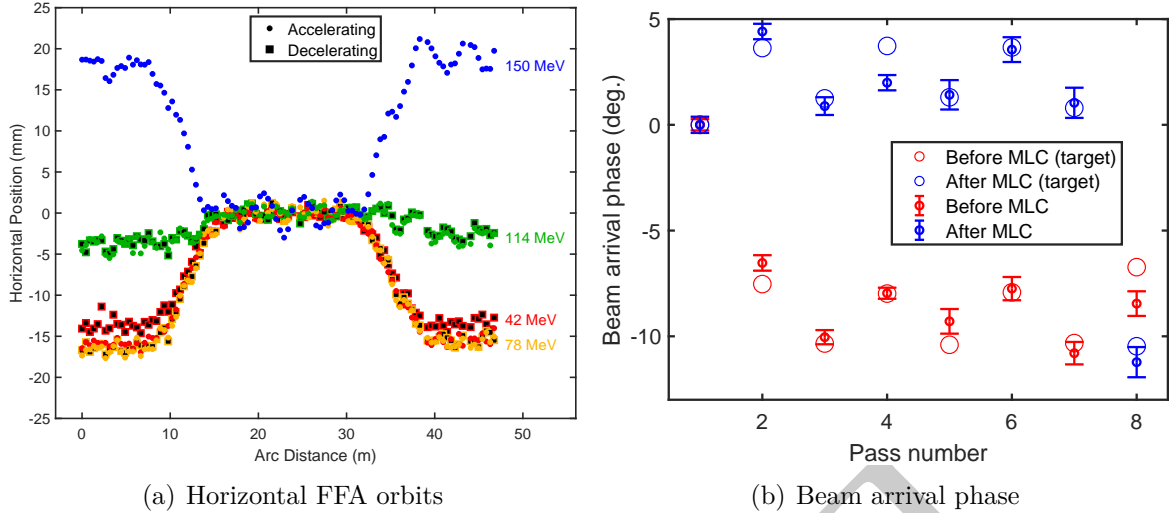 Accelerating
Decelerating
25
20
15
10
5
0
-5
-10
-15
-20
-25
Horizontal Position (mm)
150 MeV
114 MeV
42 MeV
78 MeV
0 10 20 30 40 50
Arc Distance (m)
(a) Horizontal FFA orbits
5
0
-5
-10
Beam arrival phase (deg.)
Before MLC (target)
After MLC (target)
Before MLC
After MLC
2 4 6 8
Pass number
(b) Beam arrival phase